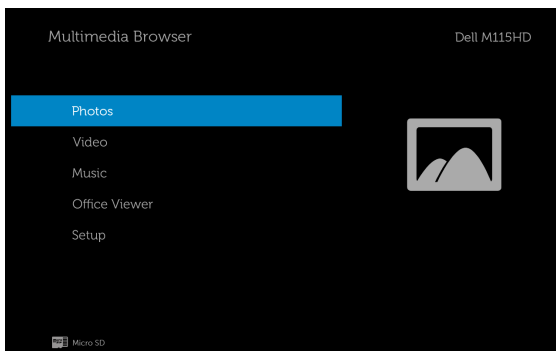 Multimedia Browser
Dell M115HD
Photos
Video
Music
Office Viewer
Setup
Micro SD